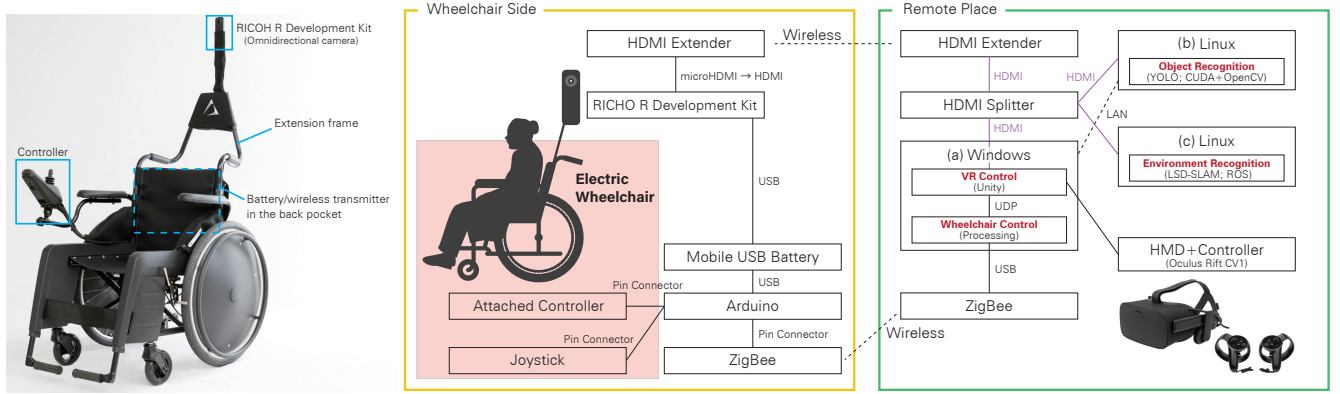 RICOH R Development Kit
(Omnidirectional camera)
Extension frame
Controller
Battery/wireless transmitter
in the back pocket
Wheelchair Side
HDMI Extender
microHDMI → HDMI
RICHO R Development Kit
USB
Electric
Wheelchair
Mobile USB Battery
USB
Pin Connector
Attached Controller
Arduino
Pin Connector
Pin Connector
Joystick
ZigBee
Wireless
Wireless
Remote Place
HDMI Extender
HDMI
HDMI
HDMI Splitter
HDMI
LAN
(a) Windows
VR Control
(Unity)
UDP
Wheelchair Control
(Processing)
USB
ZigBee
(b) Linux
Object Recognition
(YOLO; CUDA+OpenCV)
(c) Linux
Environment Recognition
(LSD-SLAM; ROS)
HMD+Controller
(Oculus Rift CV1)